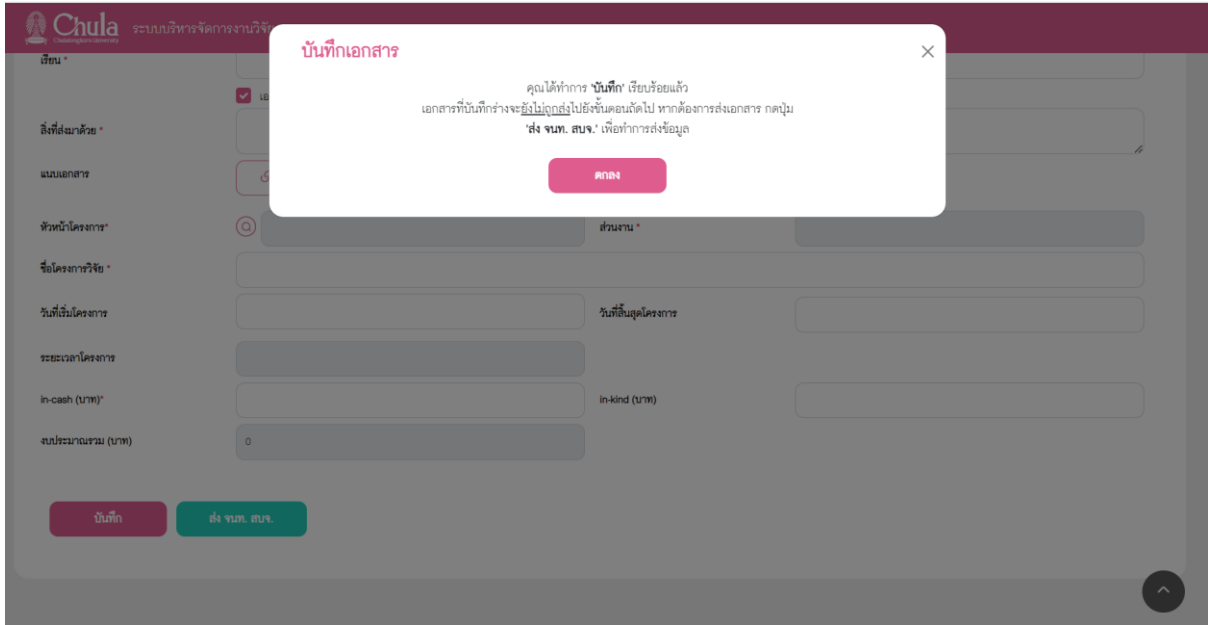 Chula ระบบบริหารจัดการงานวิจัย
Chulalongkorn University
บันทึกเอกสาร
คุณได้ทำการ 'บันทึก' เรียบร้อยแล้ว
เอกสารที่บันทึกร่างจะยังไม่ถูกส่งไปยังขั้นตอนถัดไป หากต้องการส่งเอกสาร กดปุ่ม
'ส่ง จนท. สบจ.' เพื่อทำการส่งข้อมูล
ตกลง
เรียน *
เอ
สิ่งที่ส่งมาด้วย *
แนบเอกสาร
หัวหน้าโครงการ*
ส่วนงาน *
ชื่อโครงการวิจัย *
วันที่เริ่มโครงการ
วันที่สิ้นสุดโครงการ
ระยะเวลาโครงการ
in-cash (บาท)*
in-kind (บาท)
งบประมาณรวม (บาท)
0
บันทึก
ส่ง จนท. สบจ.